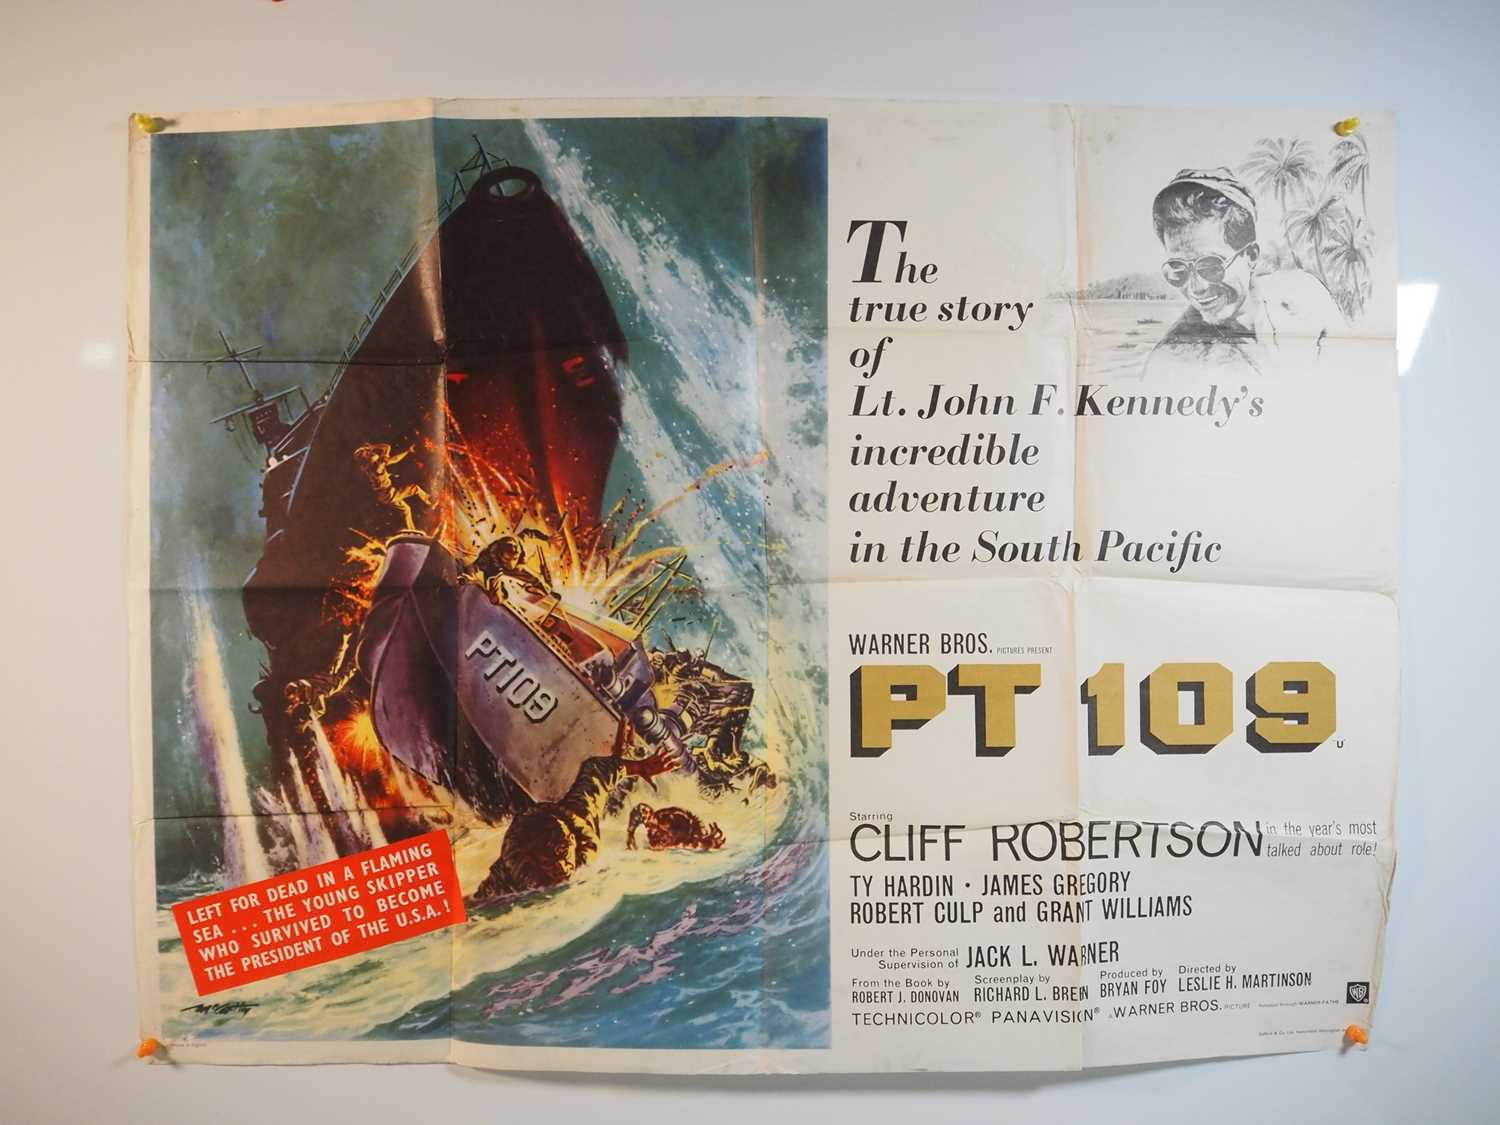 The
true story
of
Lt. John F. Kennedy's
incredible
adventure
in the South Pacific
WARNER BROS. PICTURES PRESENT
PT 109
"U"
PT109
Starring
CLIFF ROBERTSON in the year's most
talked about role!
TY HARDIN • JAMES GREGORY
ROBERT CULP and GRANT WILLIAMS
Under the Personal
Supervision of JACK L. WARNER
From the Book by
ROBERT J. DONOVAN
Screenplay by
RICHARD L. BREEN
Produced by
BRYAN FOY
Directed by
LESLIE H. MARTINSON
TECHNICOLOR® PANAVISION® A WARNER BROS. PICTURE
WB
LEFT FOR DEAD IN A FLAMING
SEA . . . THE YOUNG SKIPPER
WHO SURVIVED TO BECOME
THE PRESIDENT OF THE U.S.A.!
McCarthy